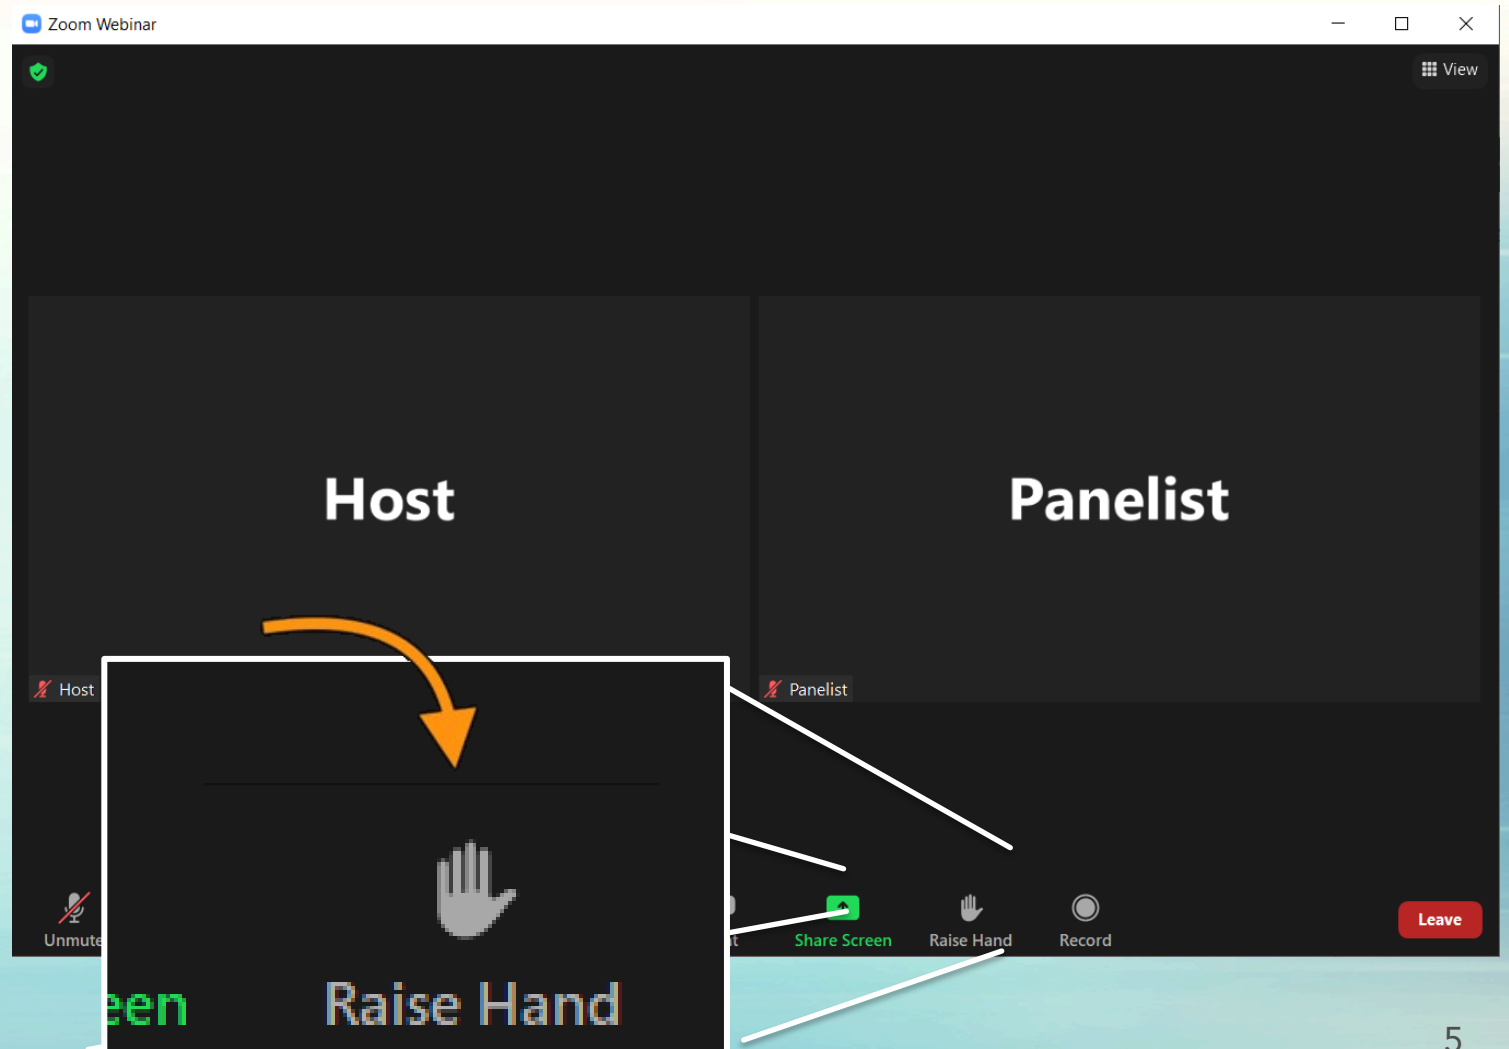 Zoom Webinar
View
Host
Panelist
Host
Panelist
Unmute
Share Screen
Raise Hand
Record
Leave
een
Raise Hand
5